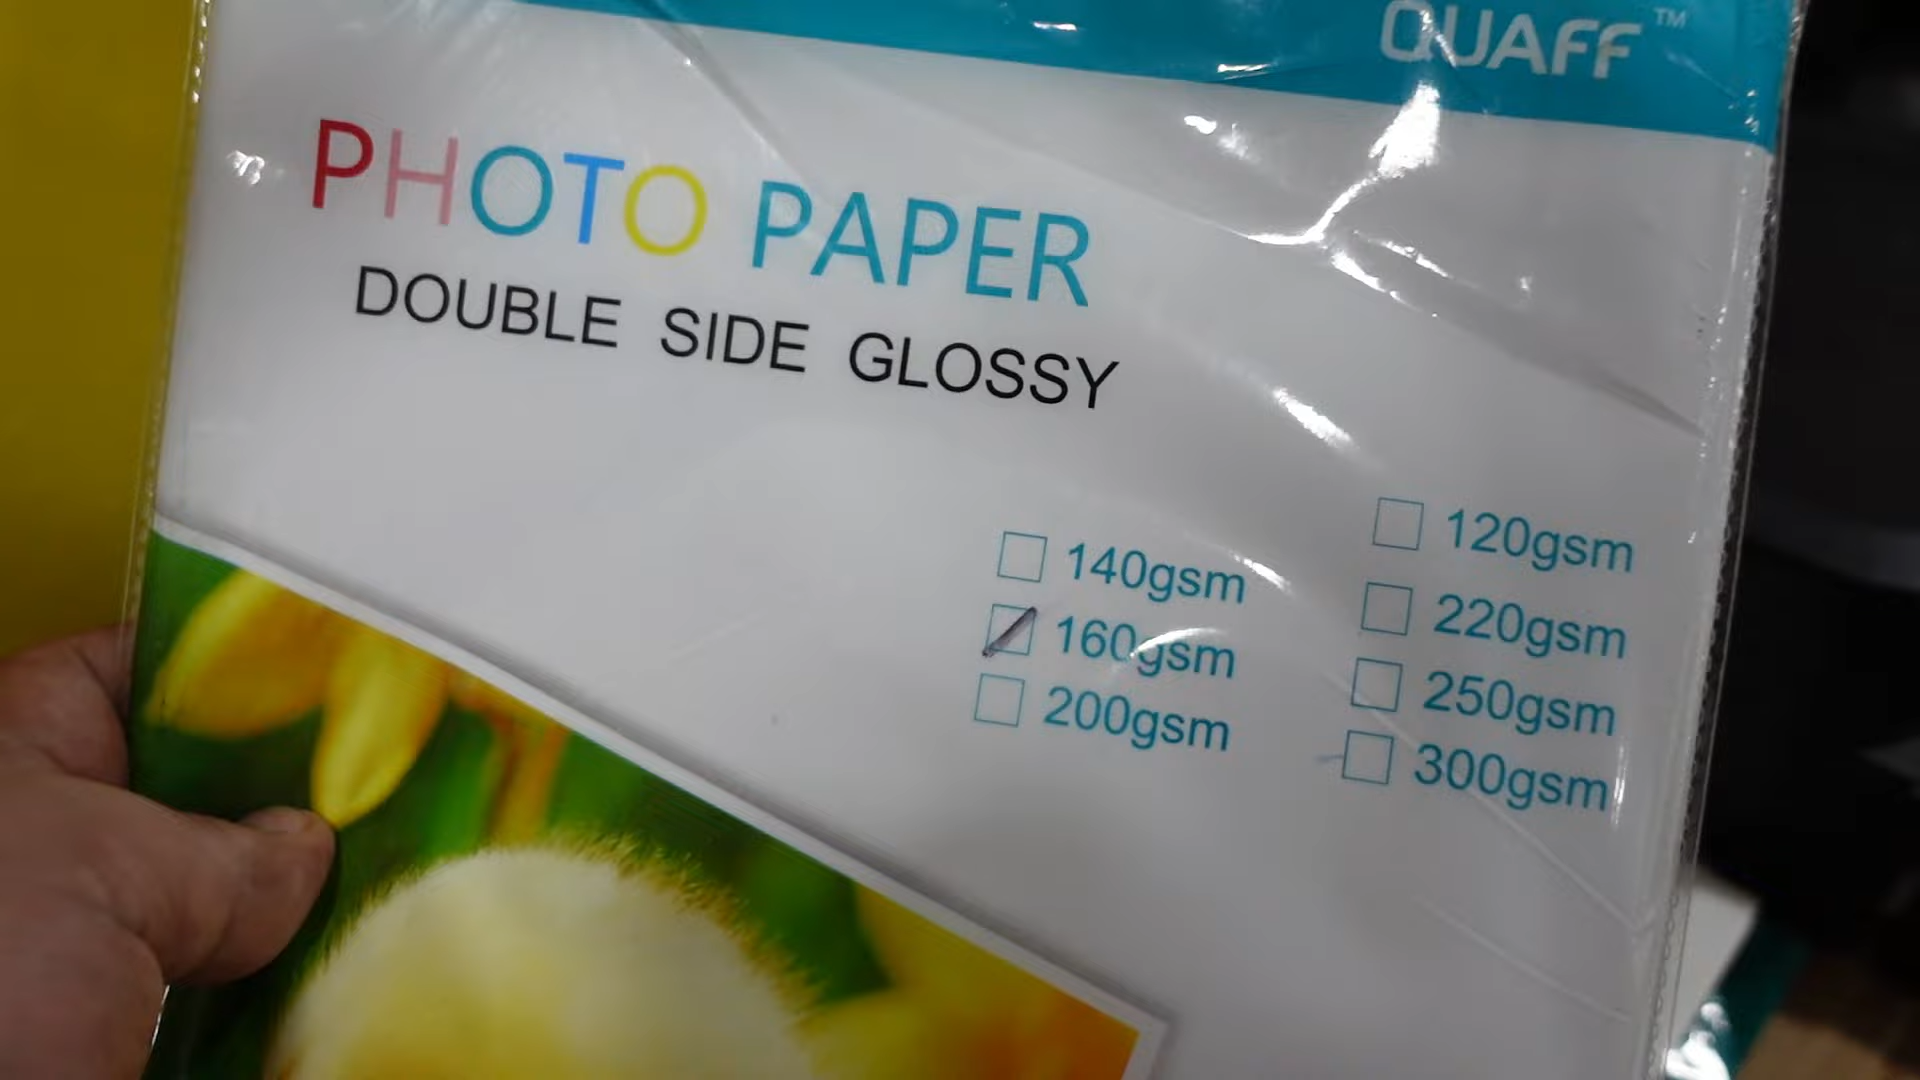 QUAFF™
PHOTO PAPER
DOUBLE SIDE GLOSSY
120gsm
140gsm
220gsm
160gsm
250gsm
200gsm
300gsm